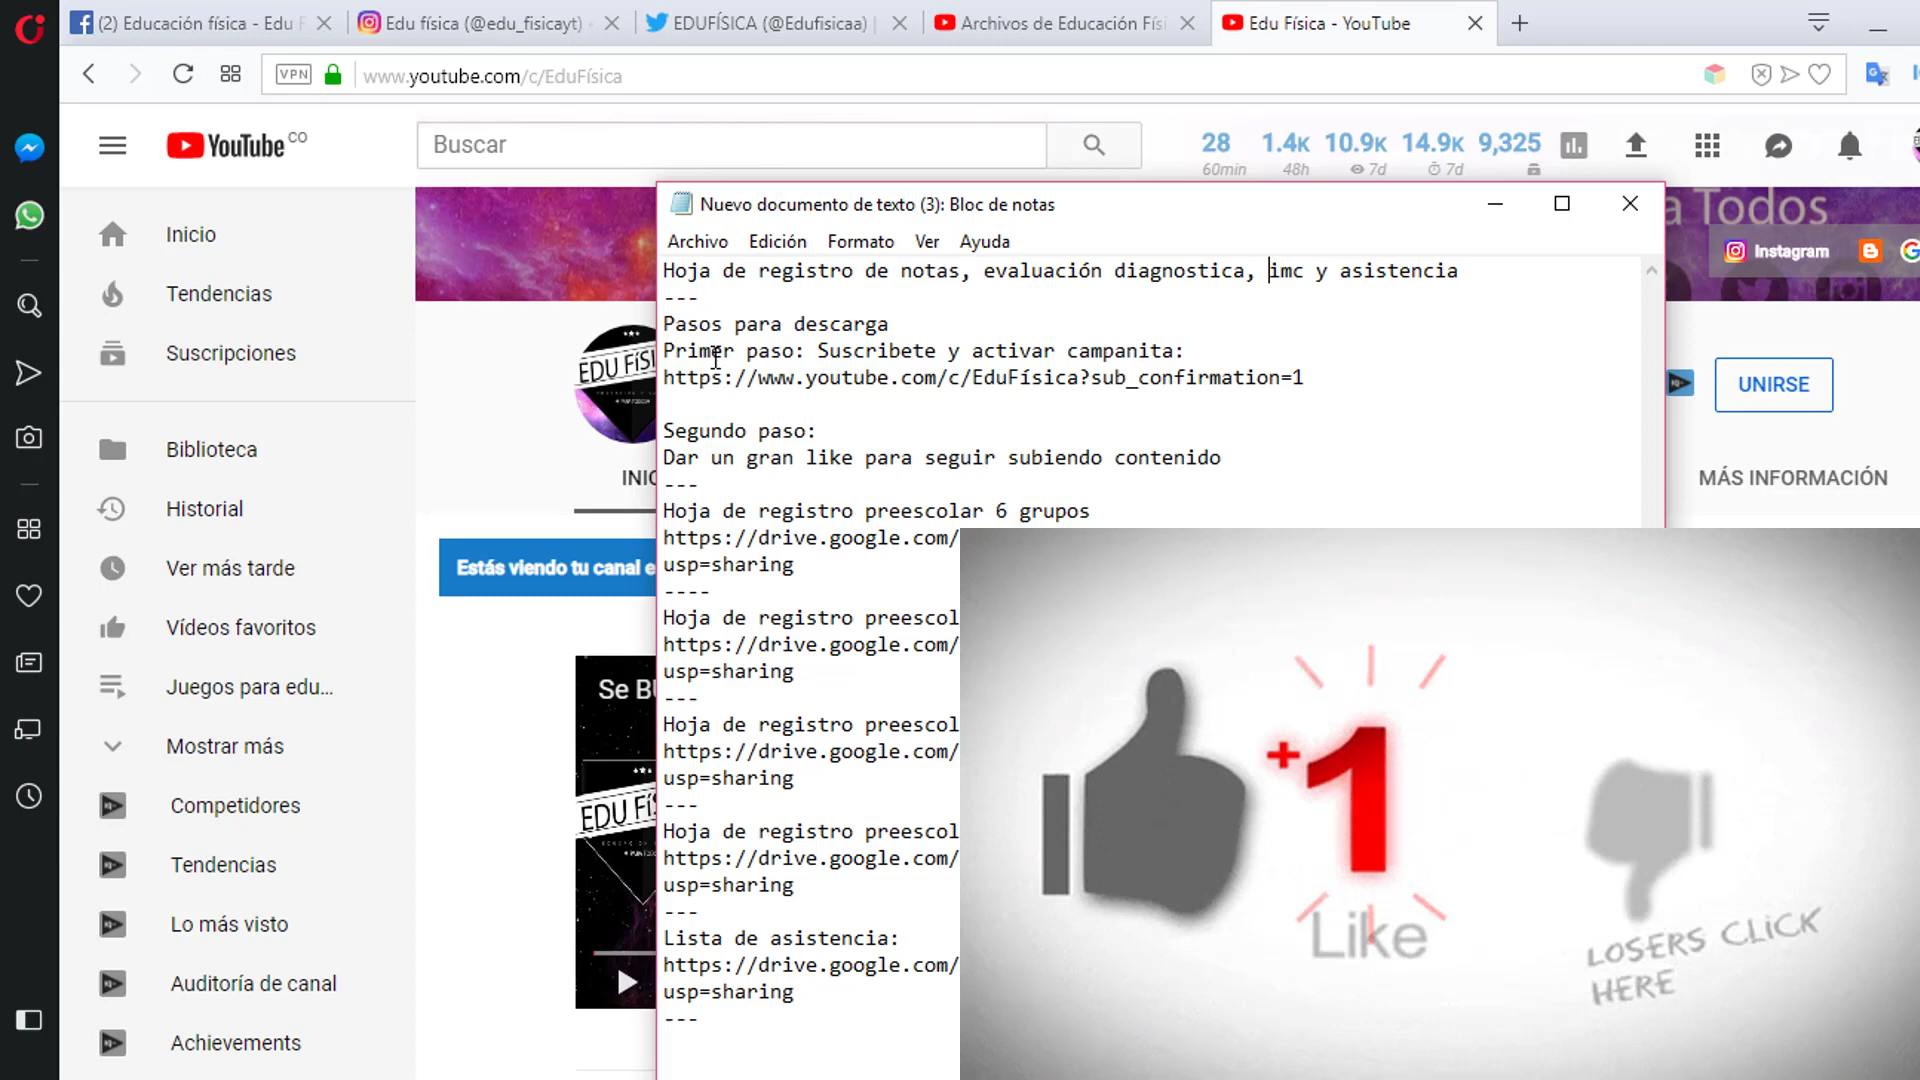 (2) Educación física - Edu F
Edu física (@edu_fisicayt)
EDUFÍSICA (@Edufisicaa) |
Archivos de Educación Físi
Edu Física - YouTube
VPN
www.youtube.com/c/EduFísica
YouTube CO
Buscar
28 1.4K 10.9K 14.9K 9,325
60min 48h 7d 7d
Nuevo documento de texto (3): Bloc de notas
a Todos
Archivo Edición Formato Ver Ayuda
Instagram
Hoja de registro de notas, evaluación diagnostica, imc y asistencia
---
Pasos para descarga
Primer paso: Suscribete y activar campanita:
https://www.youtube.com/c/EduFísica?sub_confirmation=1
Segundo paso:
Dar un gran like para seguir subiendo contenido
---
Hoja de registro preescolar 6 grupos
https://drive.google.com/
usp=sharing
----
Hoja de registro preescol
https://drive.google.com/
usp=sharing
---
Hoja de registro preescol
https://drive.google.com/
usp=sharing
---
Hoja de registro preescol
https://drive.google.com/
usp=sharing
---
Lista de asistencia:
https://drive.google.com/
usp=sharing
---
Inicio
Tendencias
Suscripciones
Biblioteca
Historial
Ver más tarde
Vídeos favoritos
Juegos para edu...
Mostrar más
Competidores
Tendencias
Lo más visto
Auditoría de canal
Achievements
EDU FÍSI
INIC
UNIRSE
MÁS INFORMACIÓN
Estás viendo tu canal e
Se BU
EDU FÍS
+1
Like
LOSERS CLICK
HERE